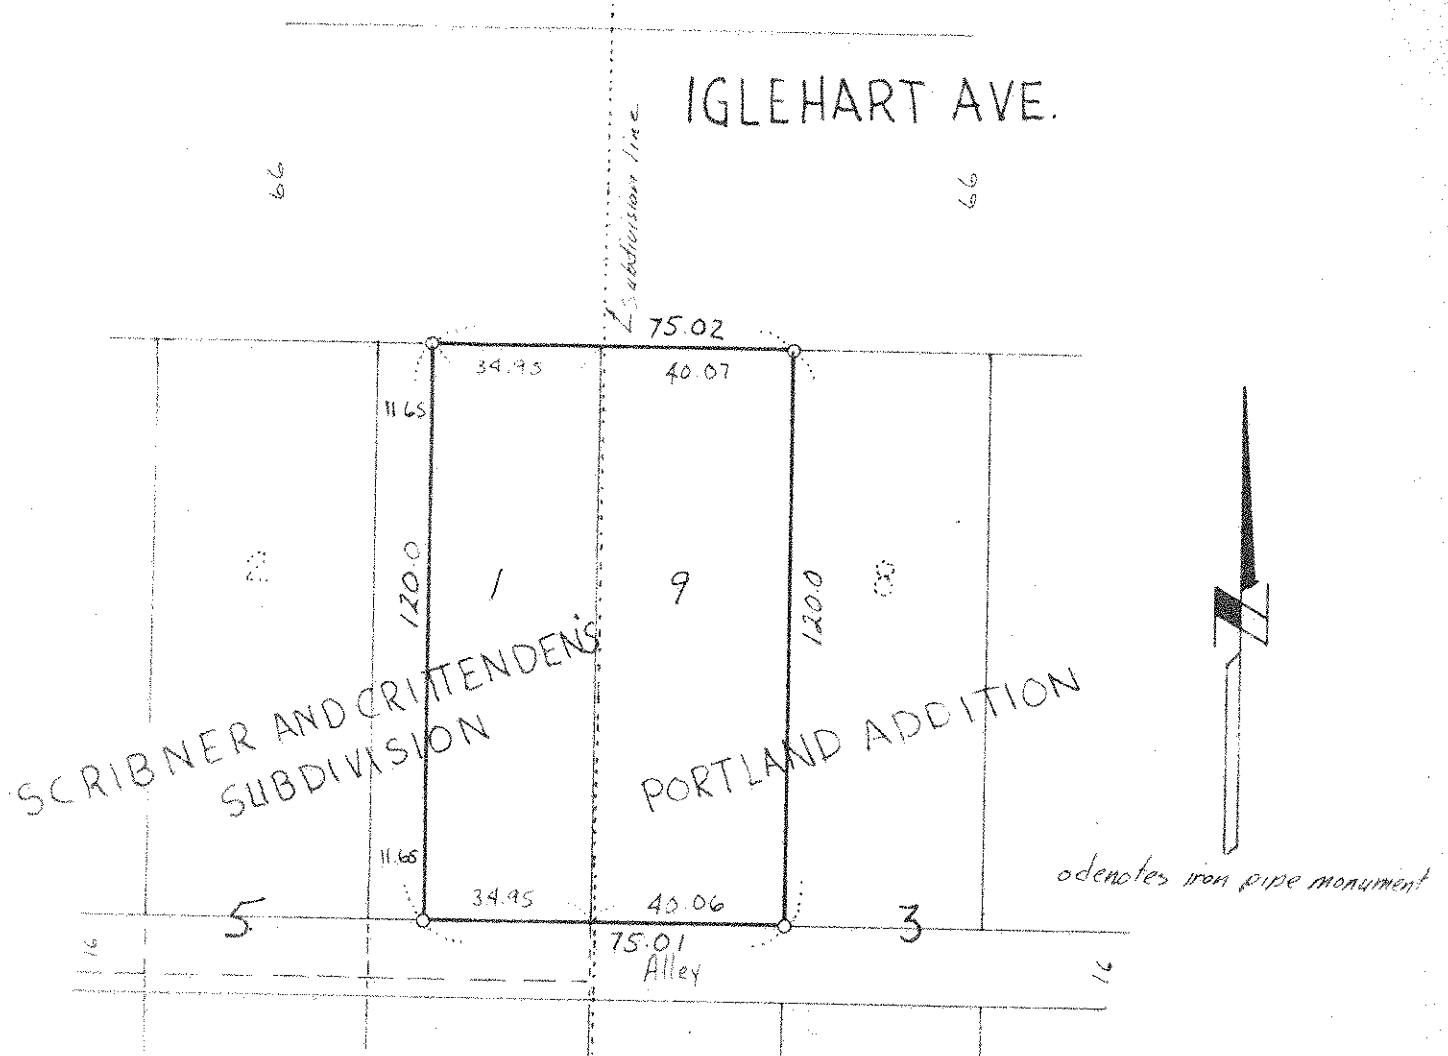 IGLEHART AVE.
66
66
Subdivision line
75.02
34.95
40.07
11.65
120.0
1
9
120.0
8
2
SCRIBNER AND CRITTENDEN'S
SUBDIVISION
PORTLAND ADDITION
11.65
34.95
40.06
5
3
75.01
Alley
16
16
o denotes iron pipe monument